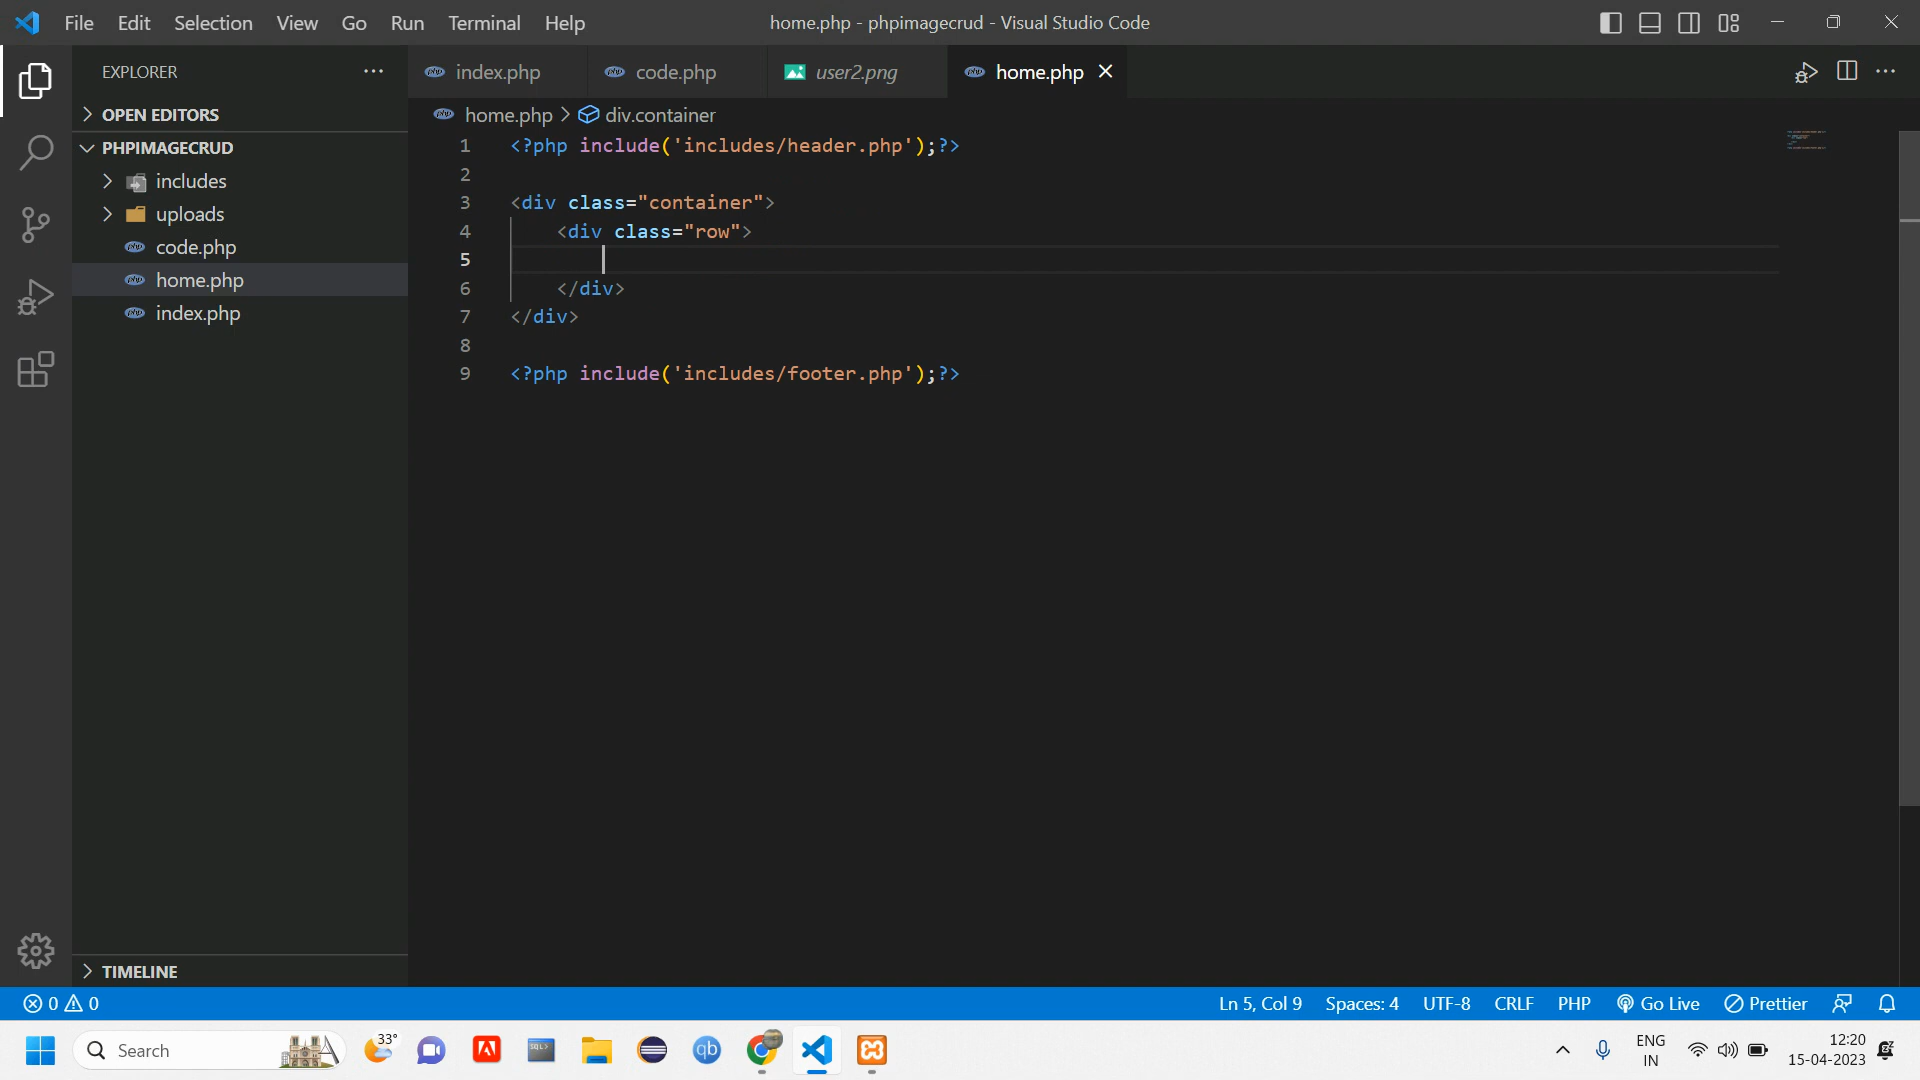 File Edit Selection View Go Run Terminal Help
home.php - phpimagecrud - Visual Studio Code
EXPLORER
index.php
code.php
user2.png
home.php
OPEN EDITORS
PHPIMAGECRUD
includes
uploads
code.php
home.php
index.php
TIMELINE
home.php > div.container
1 <?php include('includes/header.php');?>
2
3 <div class="container">
4 <div class="row">
5
6 </div>
7 </div>
8
9 <?php include('includes/footer.php');?>
0 0
Ln 5, Col 9 Spaces: 4 UTF-8 CRLF PHP Go Live Prettier
Search
33°
SQL>
qb
ENG
IN
12:20
15-04-2023